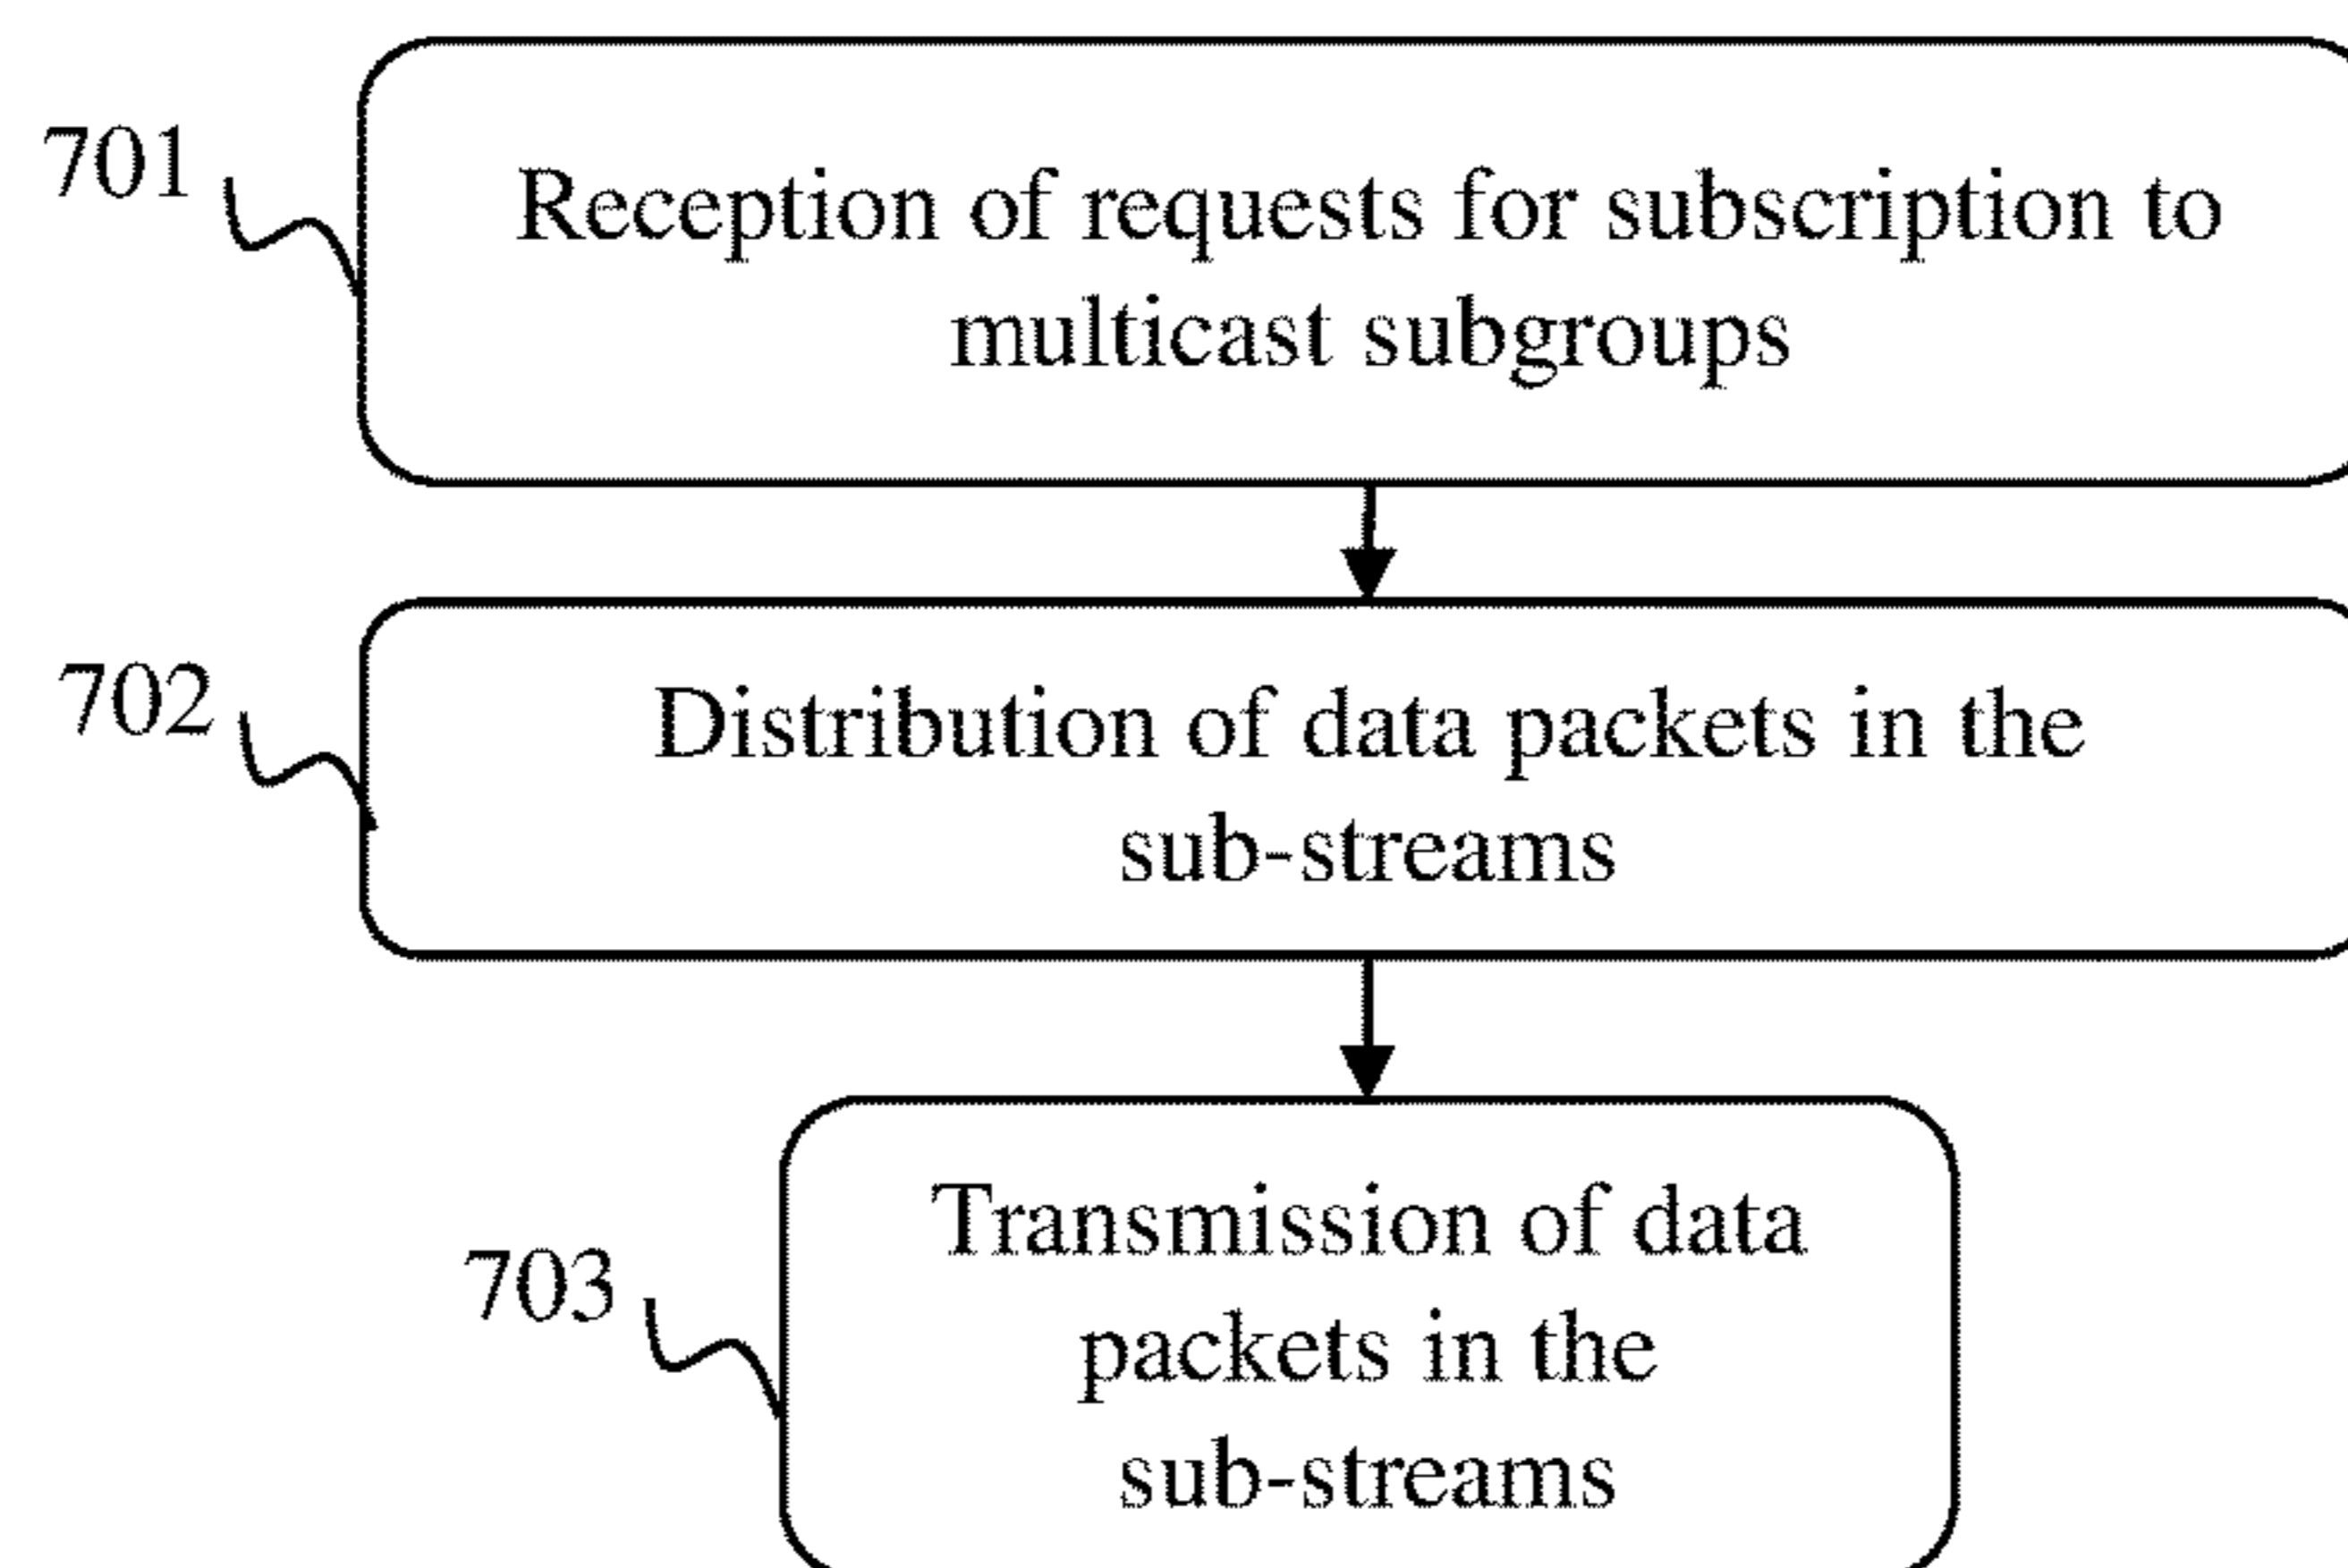 701
Reception of requests for subscription to
multicast subgroups
702
Distribution of data packets in the
sub-streams
703
Transmission of data
packets in the
sub-streams